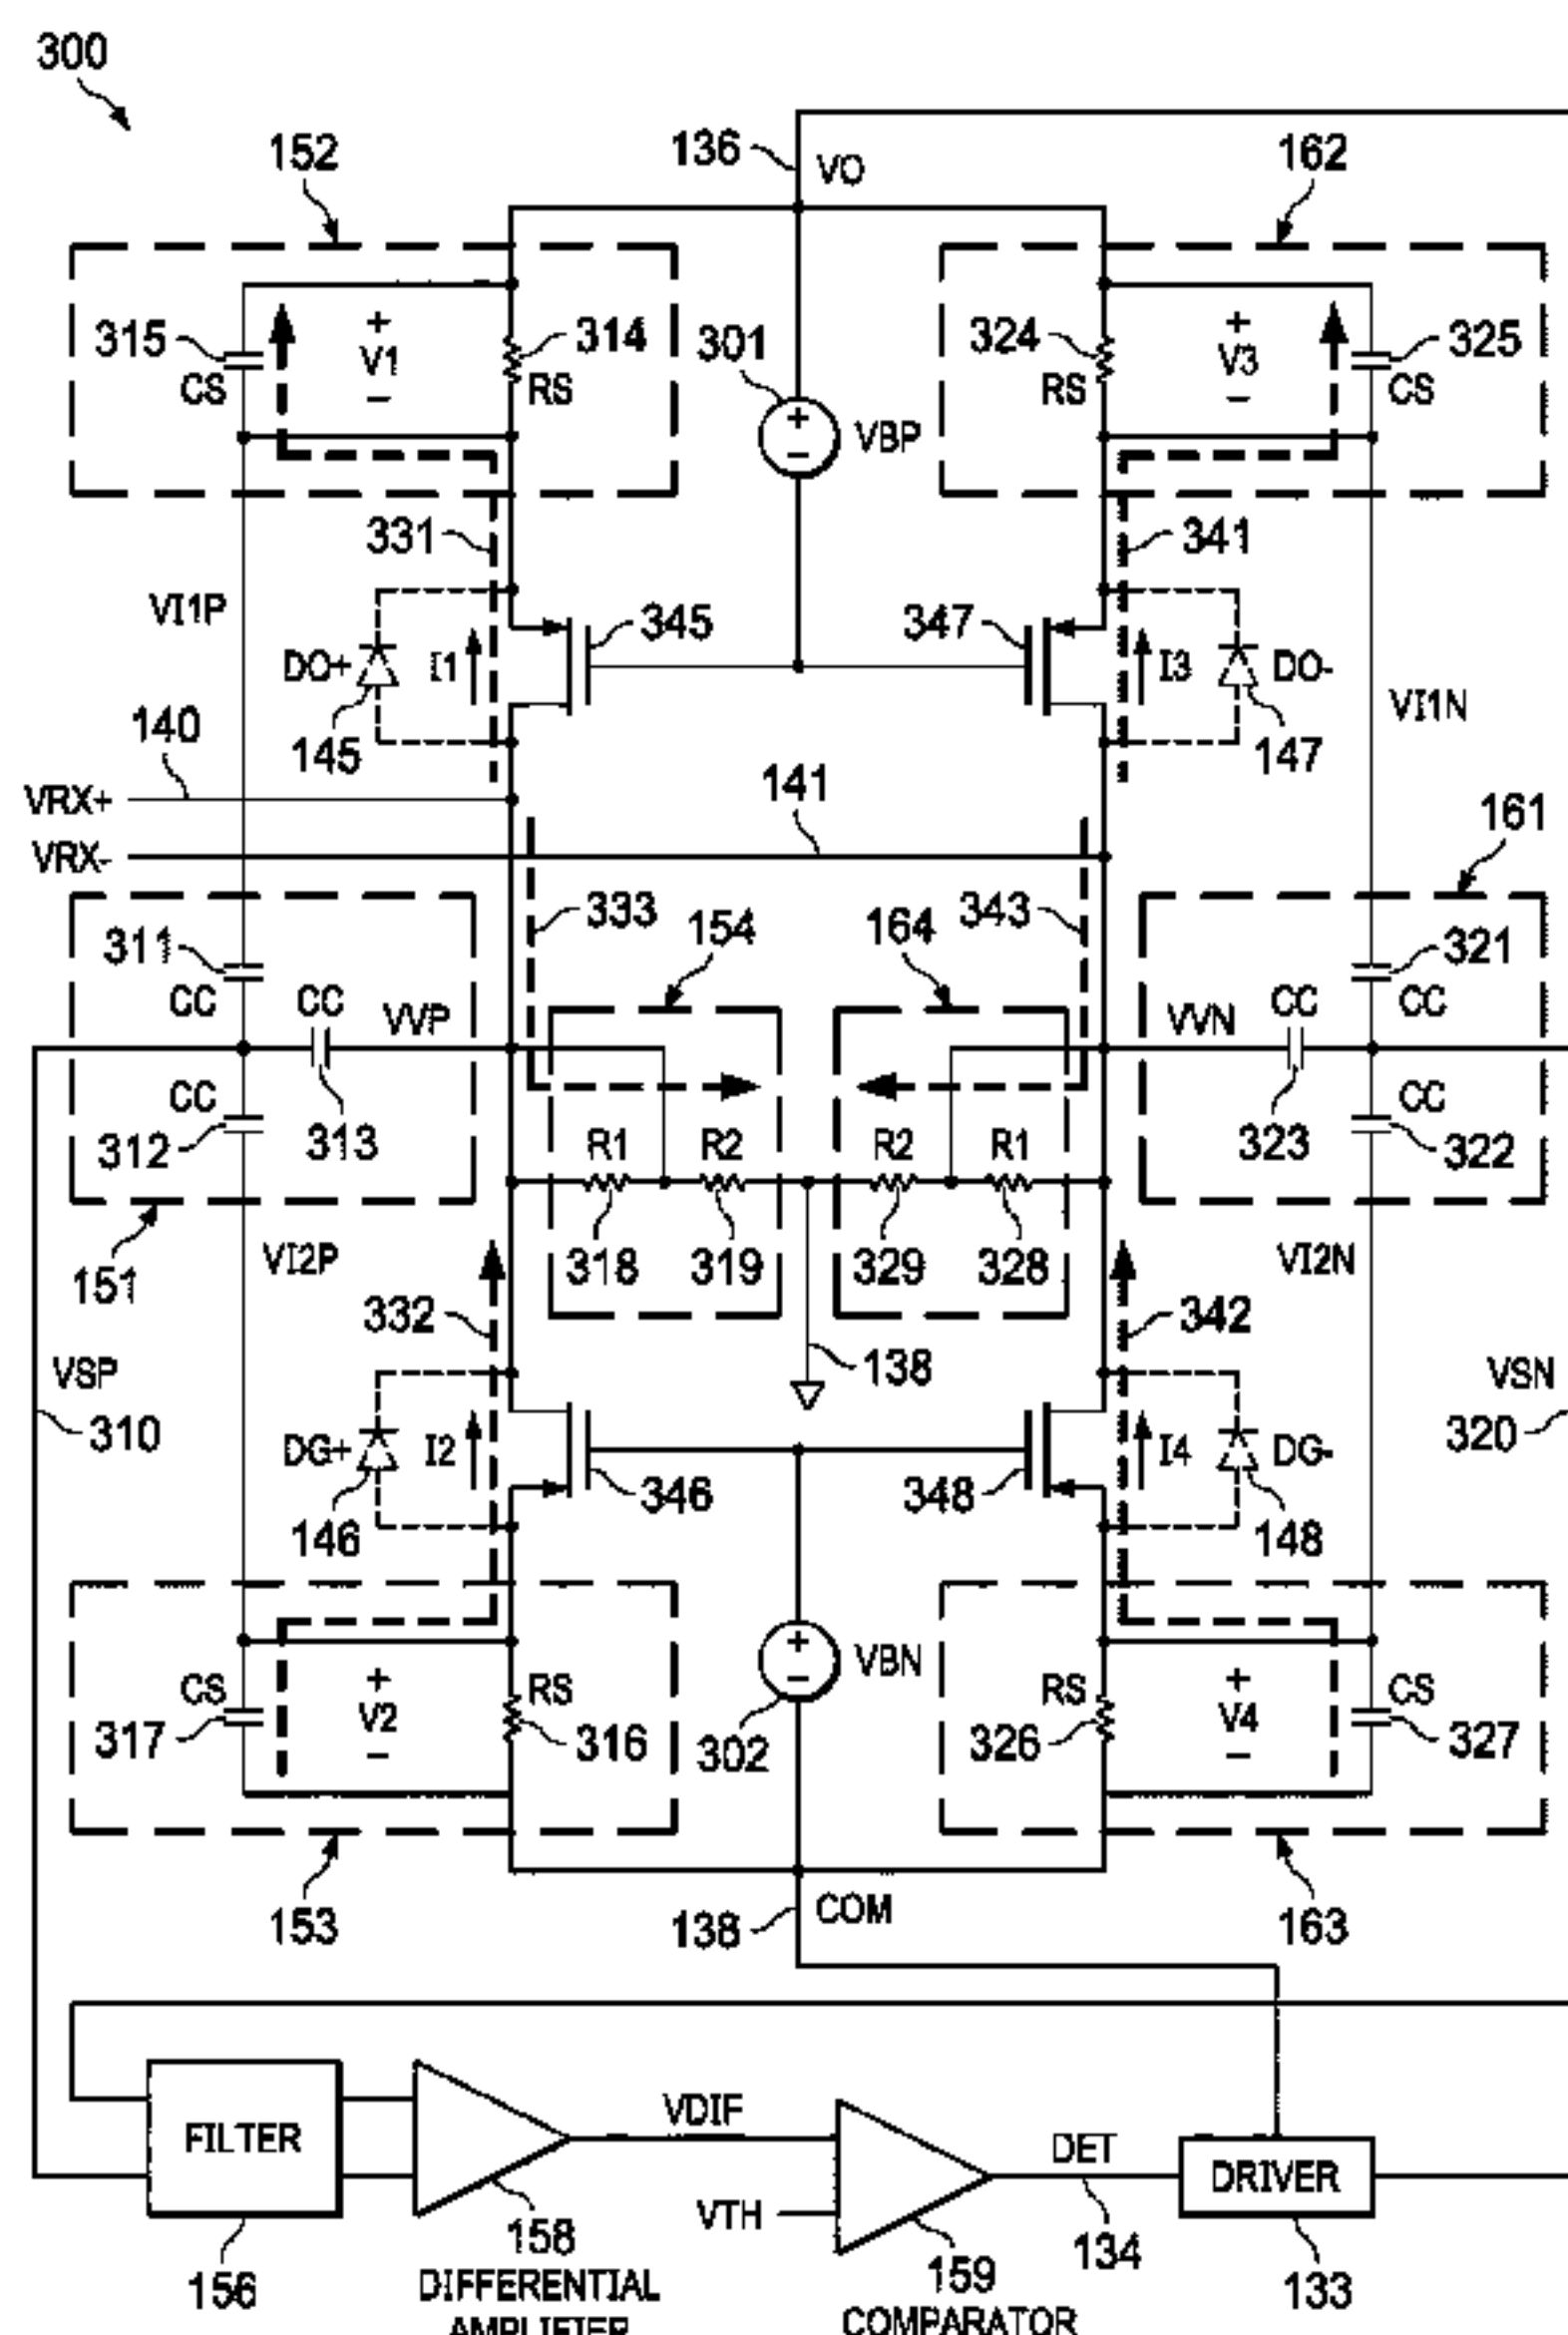 300
152
136
VO
162
315
CS
+
V1
-
314
RS
301
+
-
VBP
324
RS
+
V3
-
325
CS
331
341
VI1P
DO+
I1
345
347
I3
DO-
VI1N
145
147
140
VRX+
141
VRX-
161
333
343
154
164
311
CC
CC
VVP
VVN
CC
321
CC
CC
312
313
323
CC
322
R1
R2
R2
R1
318
319
329
328
151
VI2P
VI2N
332
342
138
VSP
310
VSN
320
DG+
I2
346
348
I4
DG-
146
148
CS
317
+
V2
-
RS
316
+
-
VBN
302
RS
326
+
V4
-
CS
327
153
138
COM
163
FILTER
156
158
DIFFERENTIAL
AMPLIFIER
VDIF
VTH
159
COMPARATOR
DET
134
DRIVER
133